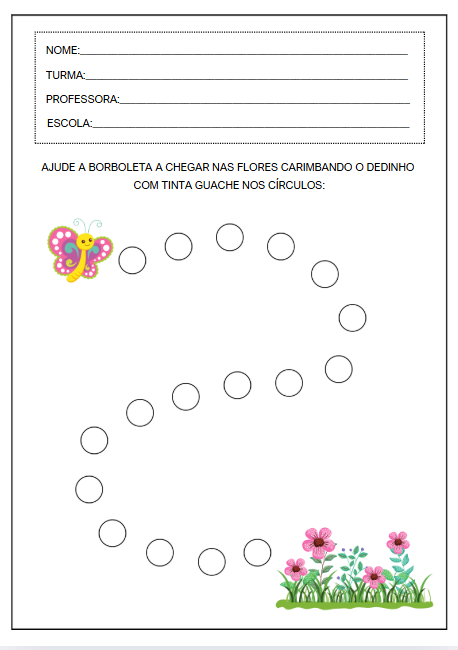 NOME:
TURMA:
PROFESSORA:
ESCOLA:
AJUDE A BORBOLETA A CHEGAR NAS FLORES CARIMBANDO O DEDINHO
COM TINTA GUACHE NOS CÍRCULOS: